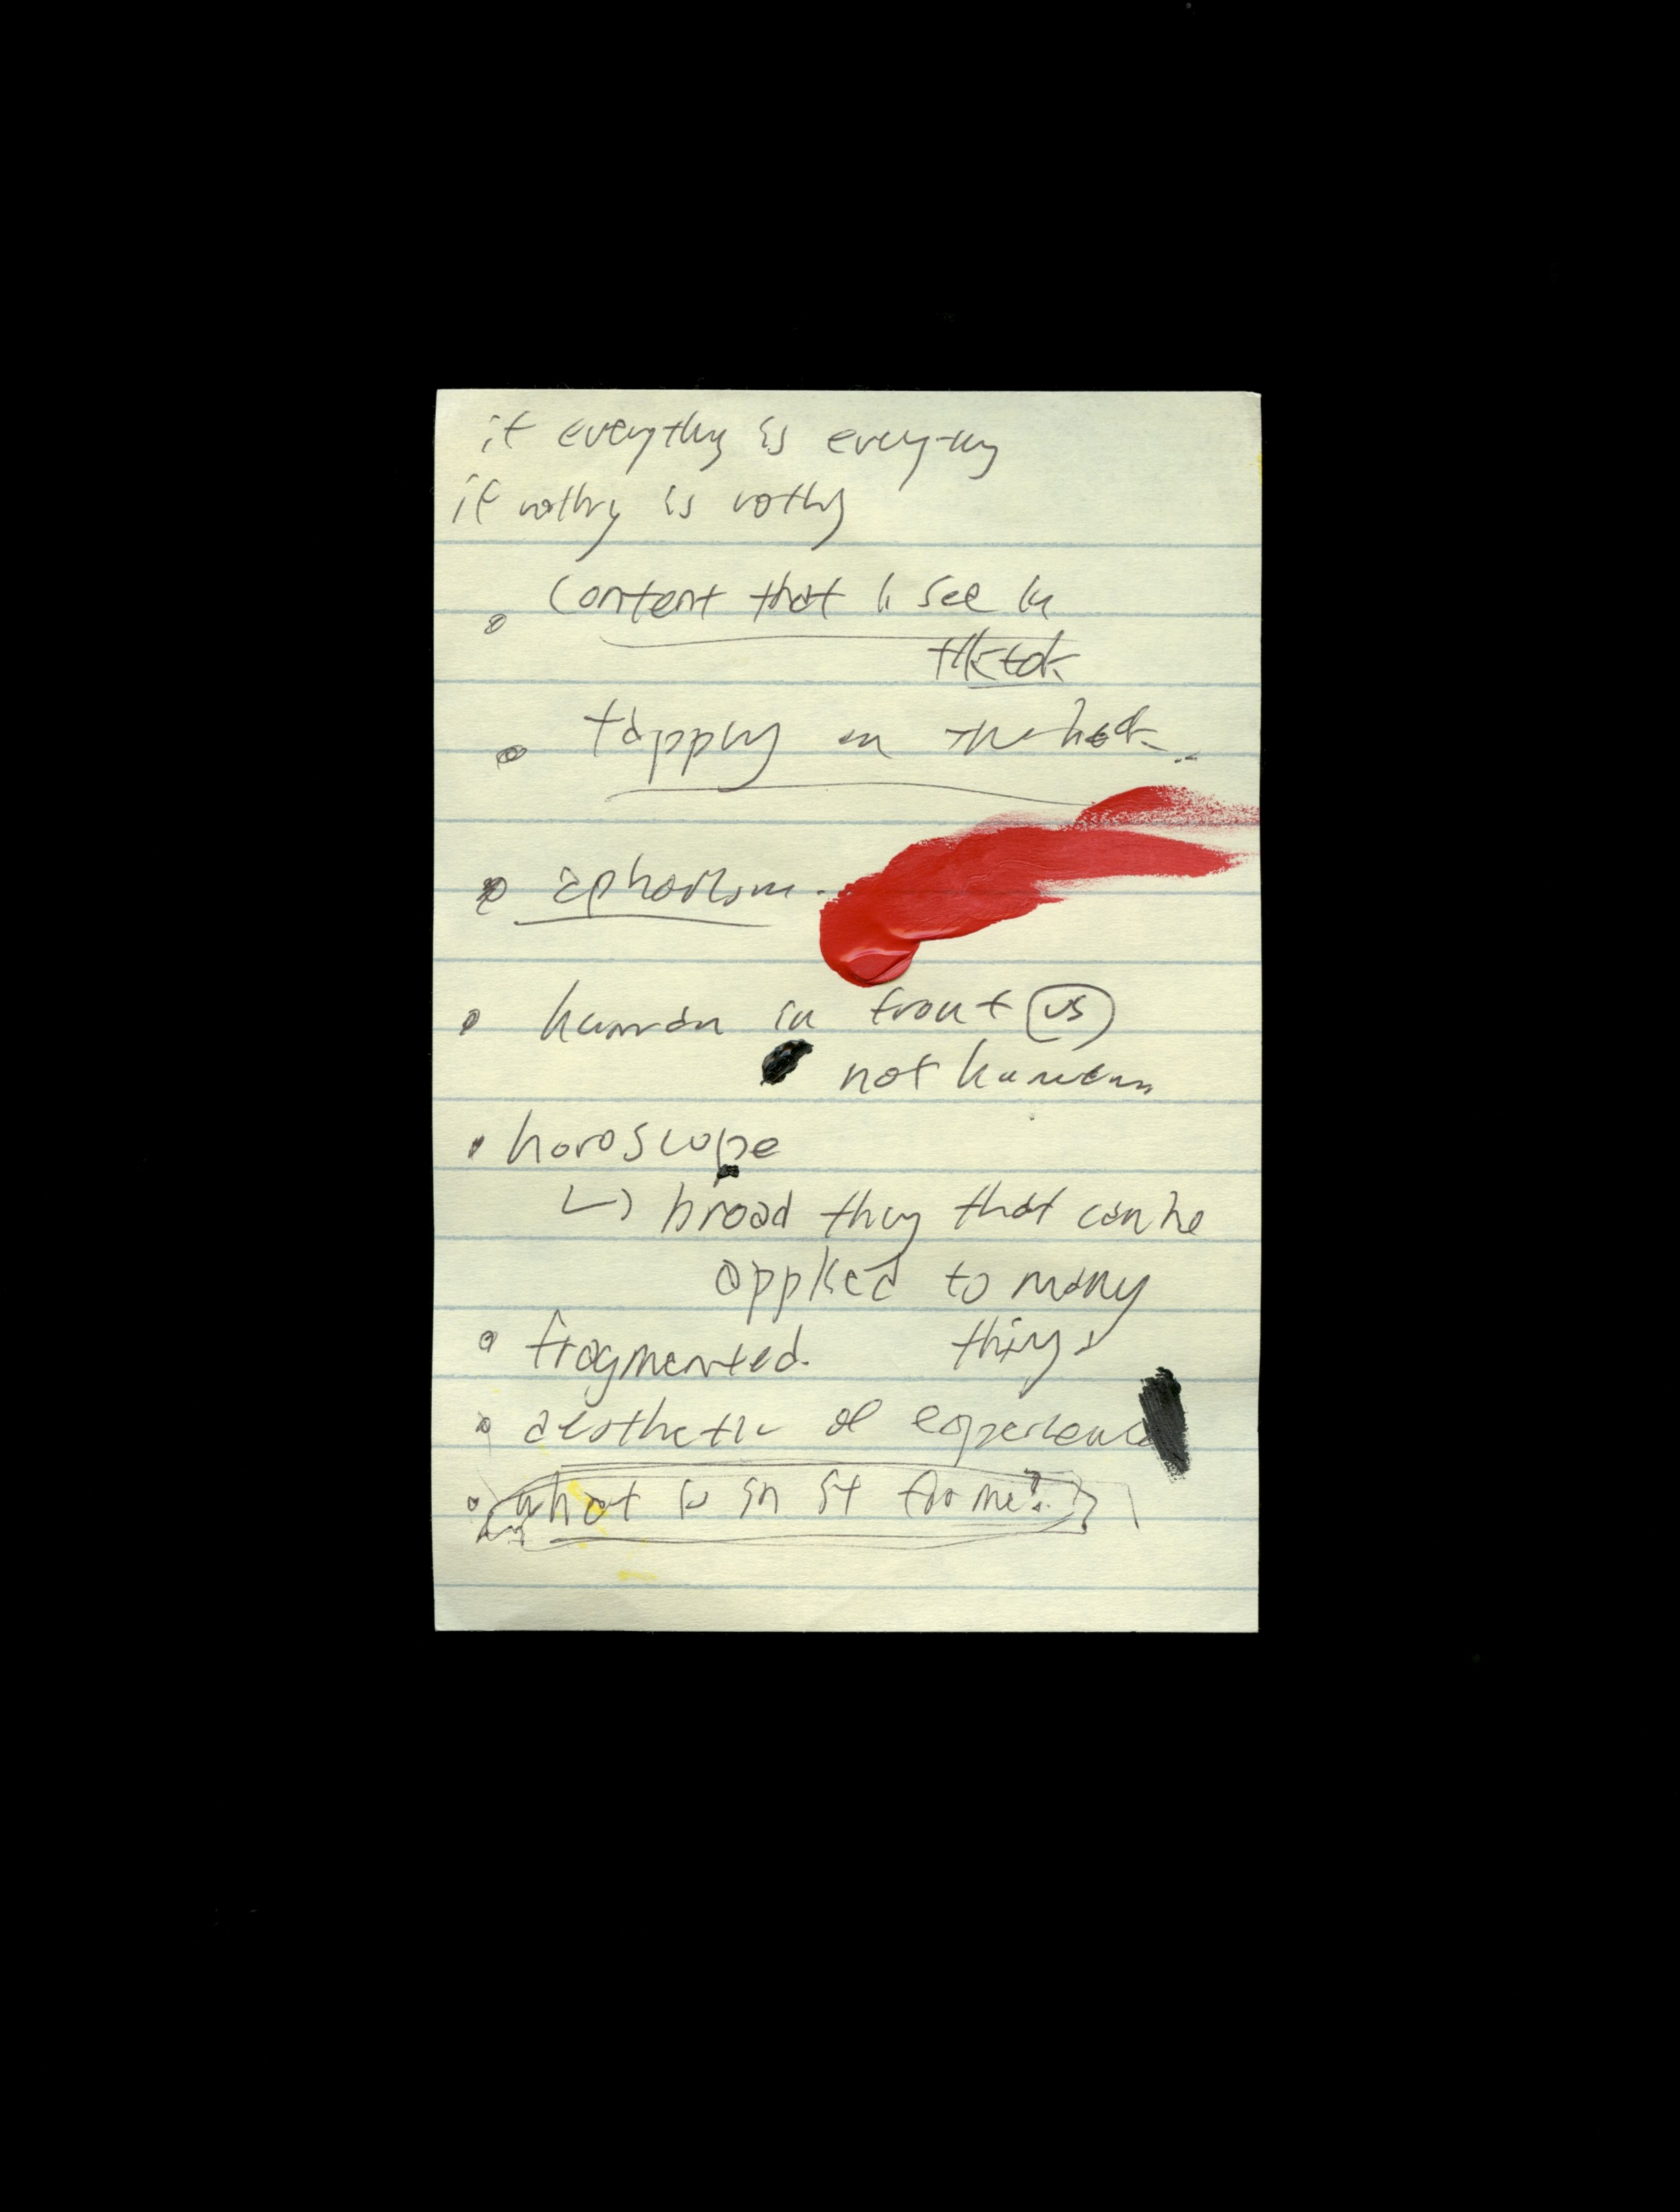 if everything is everything
if nothing is nothing
content that I see in
tiktok
tapping on the
aphorism.
human in front vs
not human
horoscope
↳ broad thing that can be
applied to many
things
fragmented.
aesthetic of experience
what is in it for me?